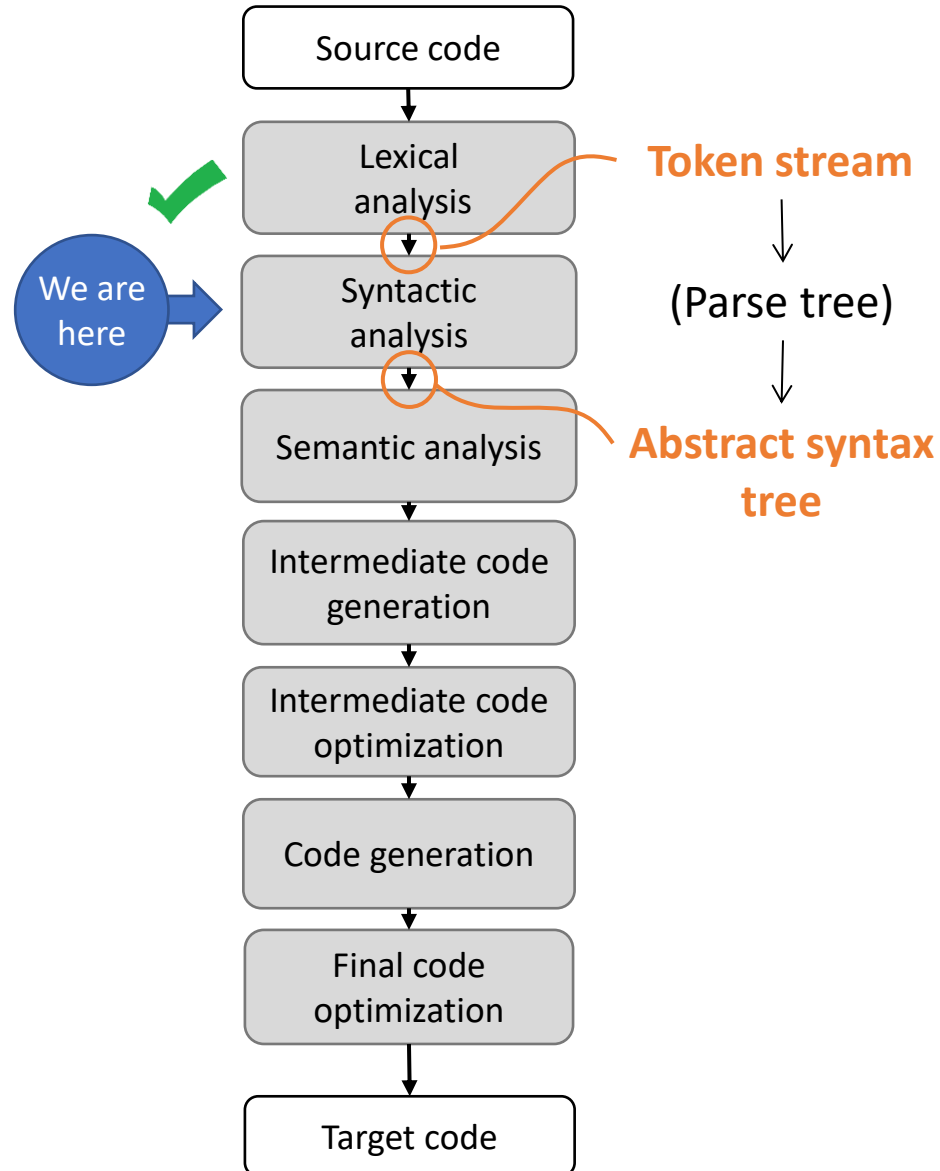 Source code
Lexical
analysis
Token stream
We are
here
Syntactic
analysis
(Parse tree)
Semantic analysis
Abstract syntax
tree
Intermediate code
generation
Intermediate code
optimization
Code generation
Final code
optimization
Target code